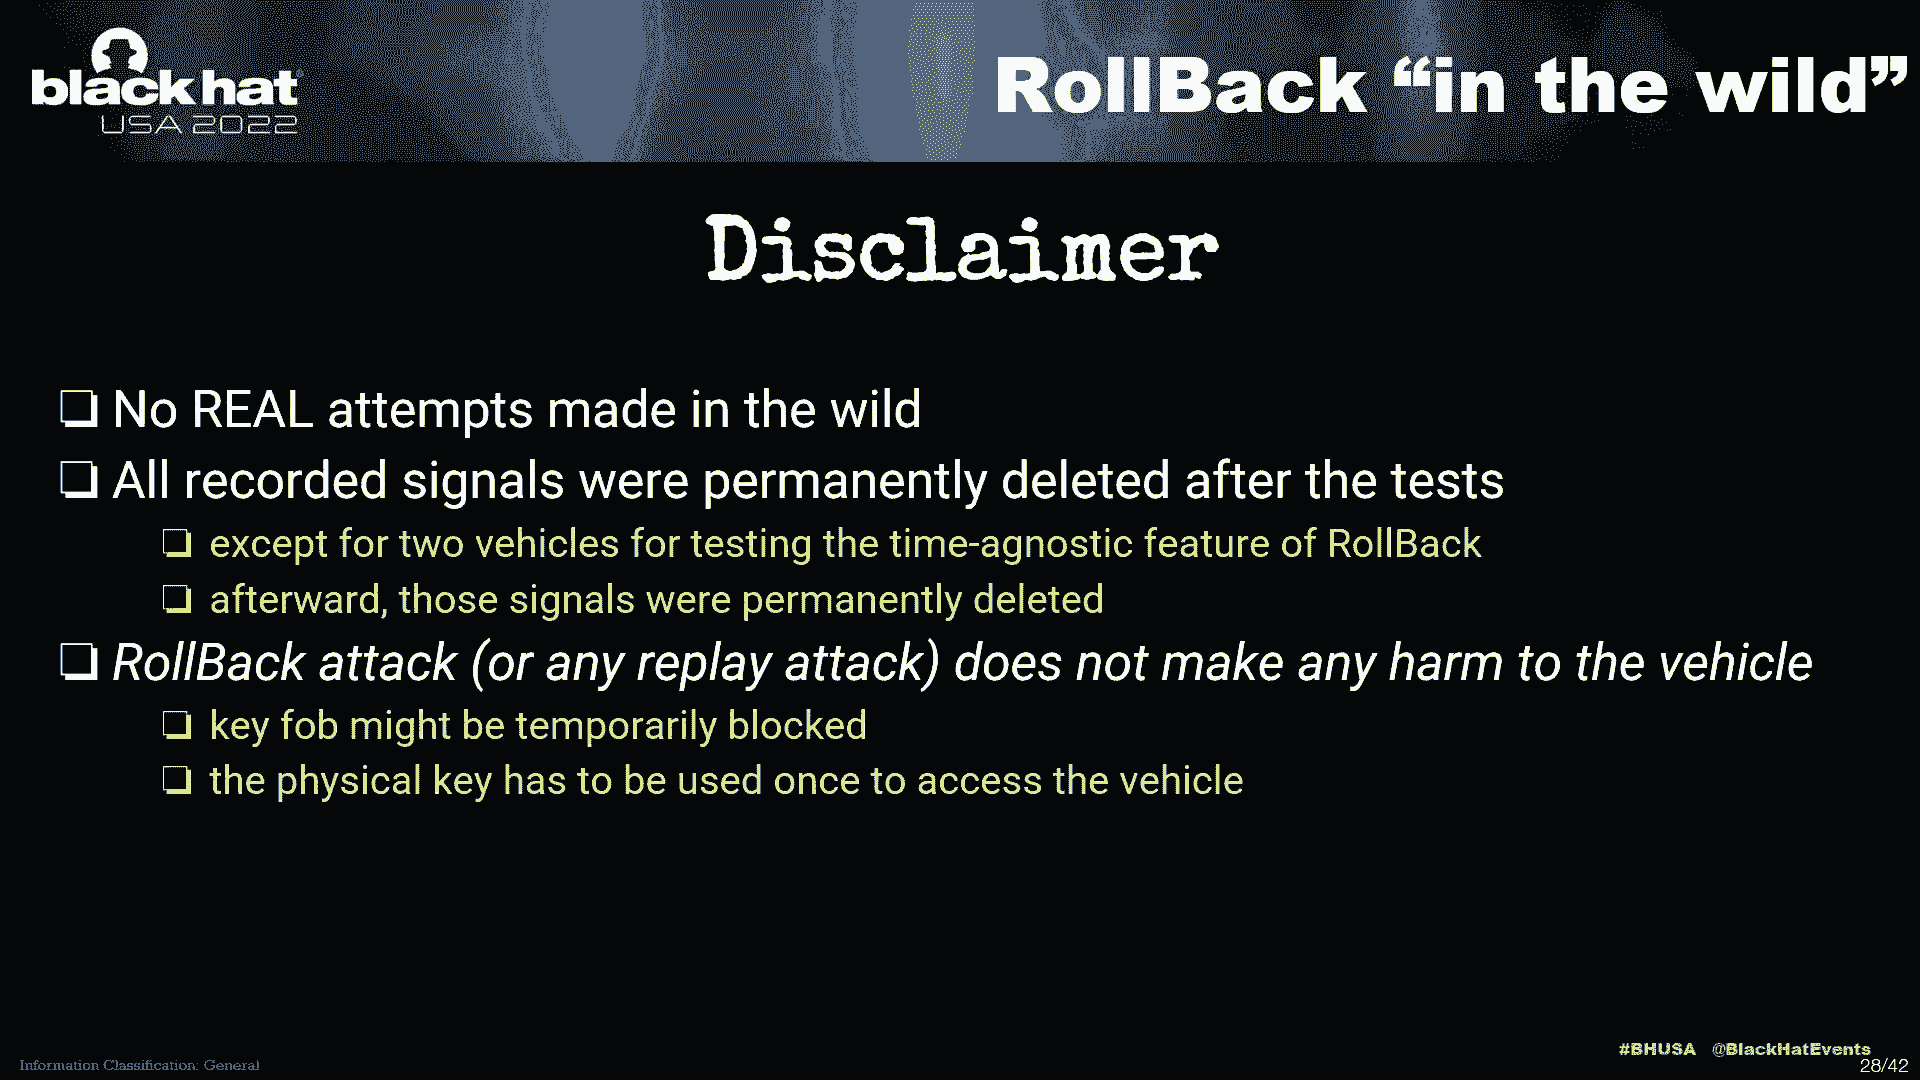 black hat
USA 2022
RollBack “in the wild”
Disclaimer
❏ No REAL attempts made in the wild
❏ All recorded signals were permanently deleted after the tests
❏ except for two vehicles for testing the time-agnostic feature of RollBack
❏ afterward, those signals were permanently deleted
❏ RollBack attack (or any replay attack) does not make any harm to the vehicle
❏ key fob might be temporarily blocked
❏ the physical key has to be used once to access the vehicle
#BHUSA @BlackHatEvents
Information Classification: General
28/42